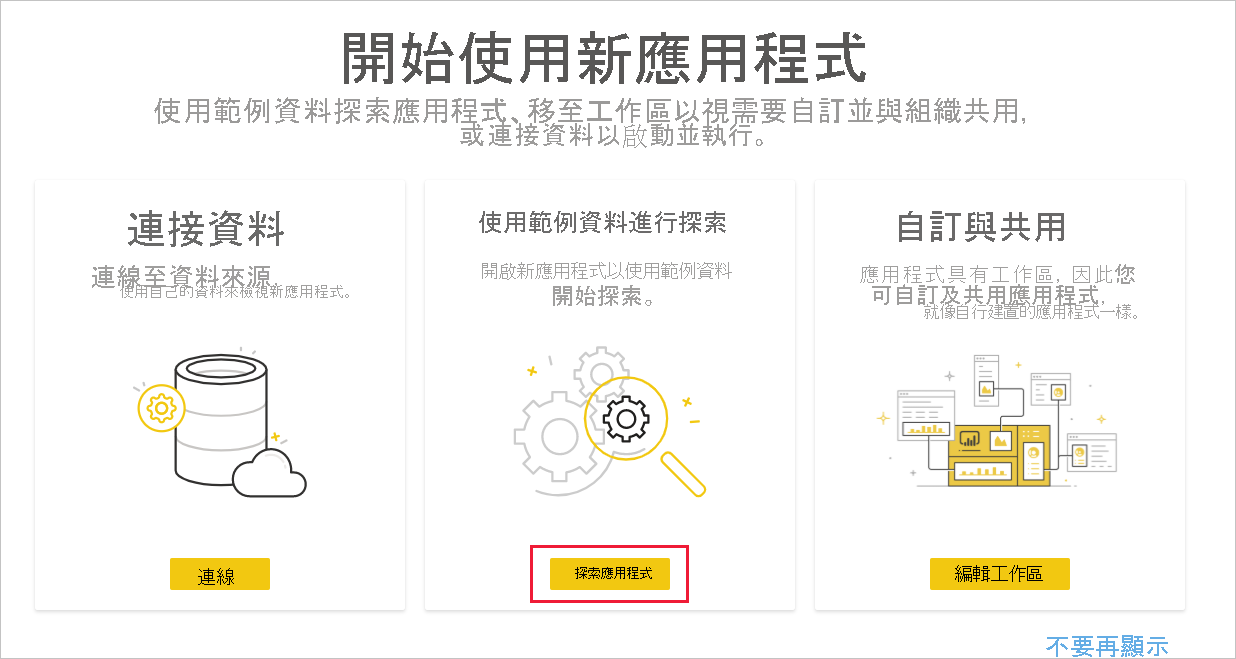 開始使用新應用程式
使用範例資料探索應用程式、移至工作區以視需要自訂並與組織共用,
或連接資料以啟動並執行。
連接資料
連線至資料來源,
使用自己的資料來檢視新應用程式。
連線
使用範例資料進行探索
開啟新應用程式以使用範例資料
開始探索。
探索應用程式
自訂與共用
應用程式具有工作區, 因此您
可自訂及共用應用程式,
就像自行建置的應用程式一樣。
編輯工作區
不要再顯示